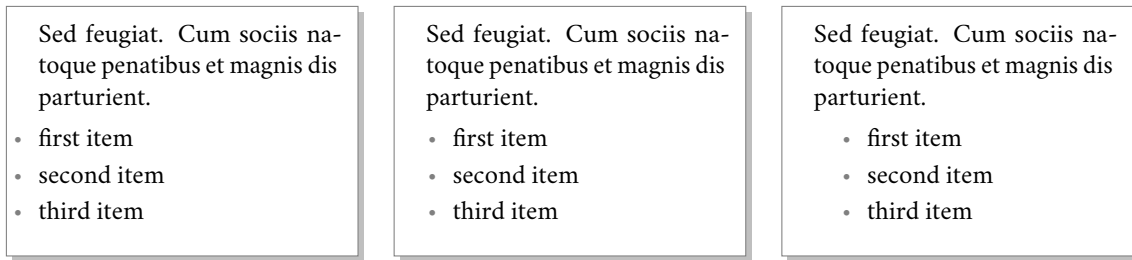 Sed feugiat. Cum sociis na-
toque penatibus et magnis dis
parturient.
• first item
• second item
• third item
Sed feugiat. Cum sociis na-
toque penatibus et magnis dis
parturient.
• first item
• second item
• third item
Sed feugiat. Cum sociis na-
toque penatibus et magnis dis
parturient.
• first item
• second item
• third item